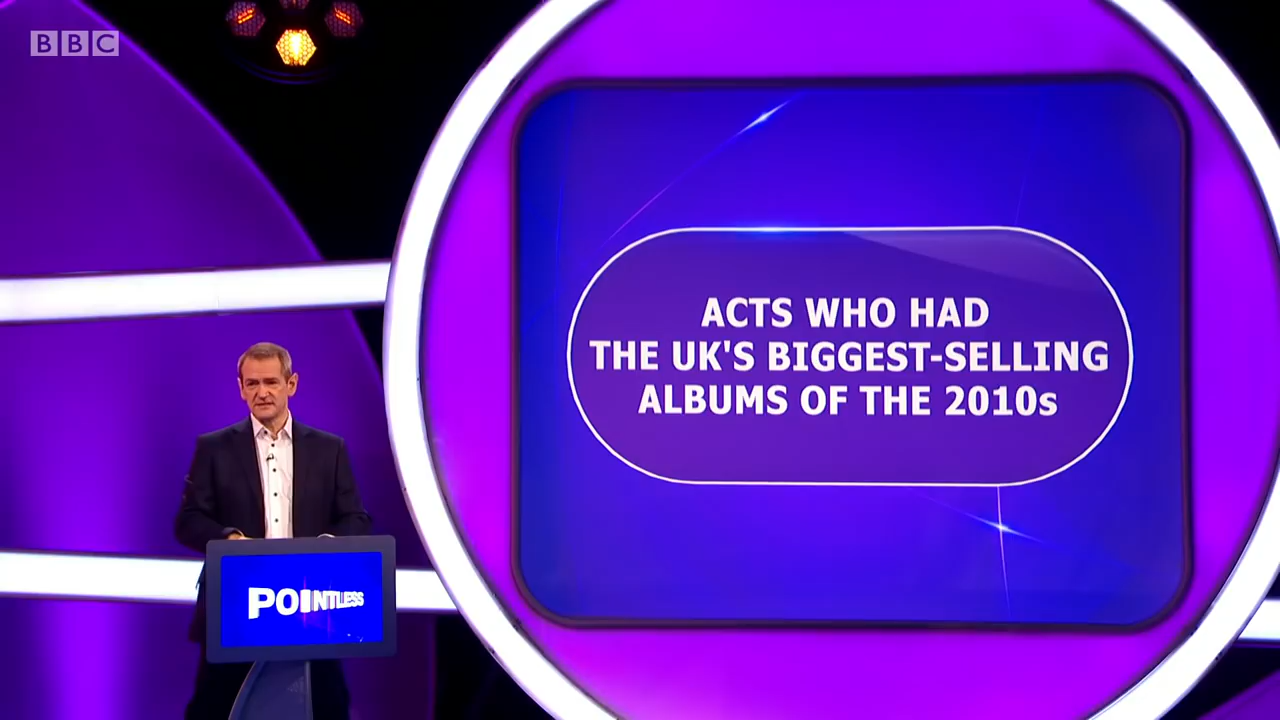 BBC
ACTS WHO HAD
THE UK'S BIGGEST-SELLING
ALBUMS OF THE 2010s
POINTLESS